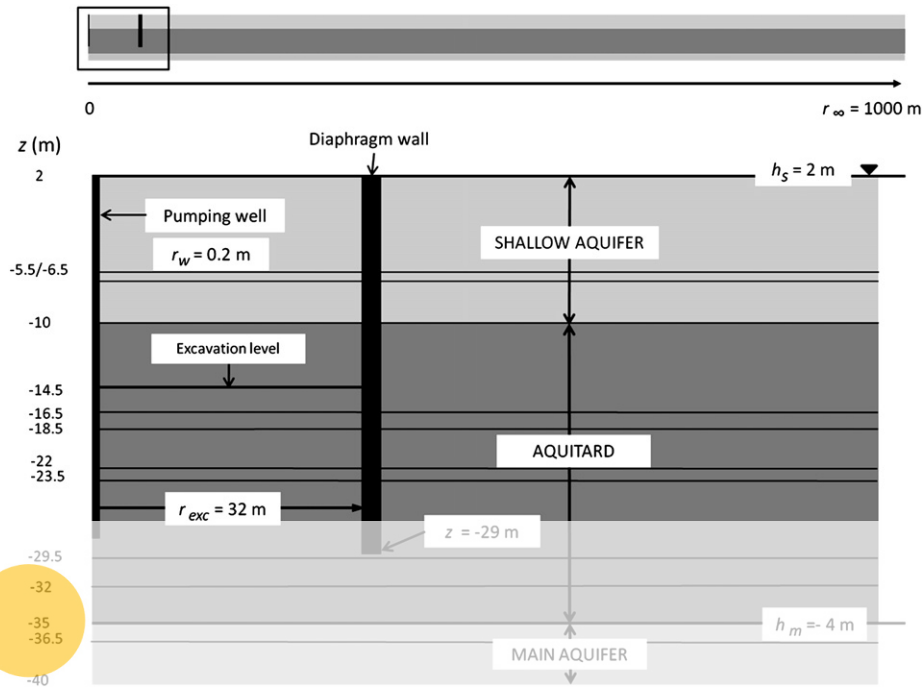 0
r∞ = 1000 m
z (m)
Diaphragm wall
2
hs = 2 m
Pumping well
rw = 0.2 m
SHALLOW AQUIFER
-5.5/-6.5
-10
Excavation level
-14.5
-16.5
-18.5
AQUITARD
-22
-23.5
rexc = 32 m
z = -29 m
-29.5
-32
-35
hm =- 4 m
-36.5
MAIN AQUIFER
-40